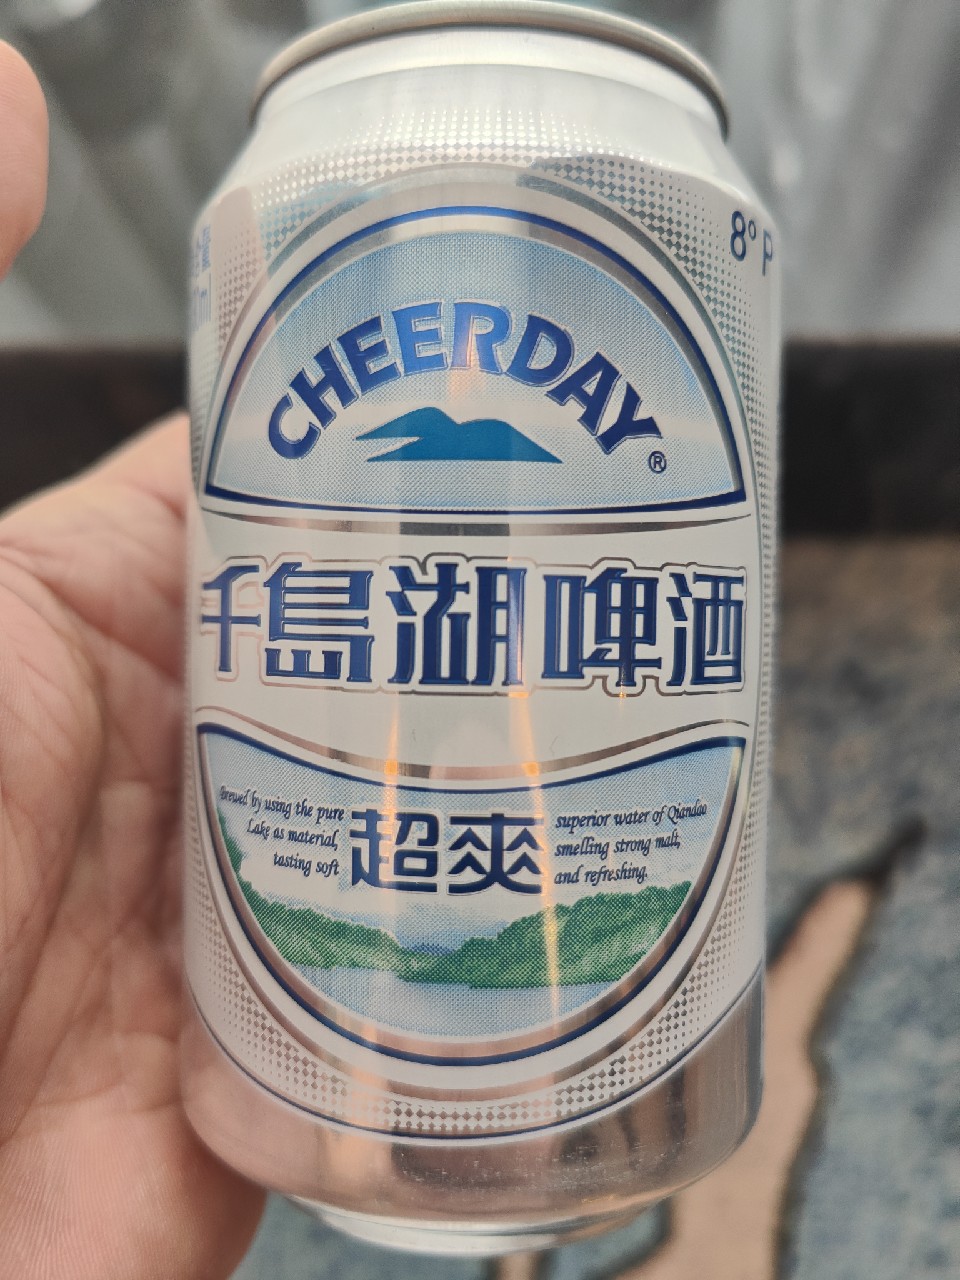 8° P
CHEERDAY
®
千島湖啤酒
brewed by using the pure superior water of Qiandao
Lake as material, smelling strong malt,
tasting soft and refreshing.
超爽